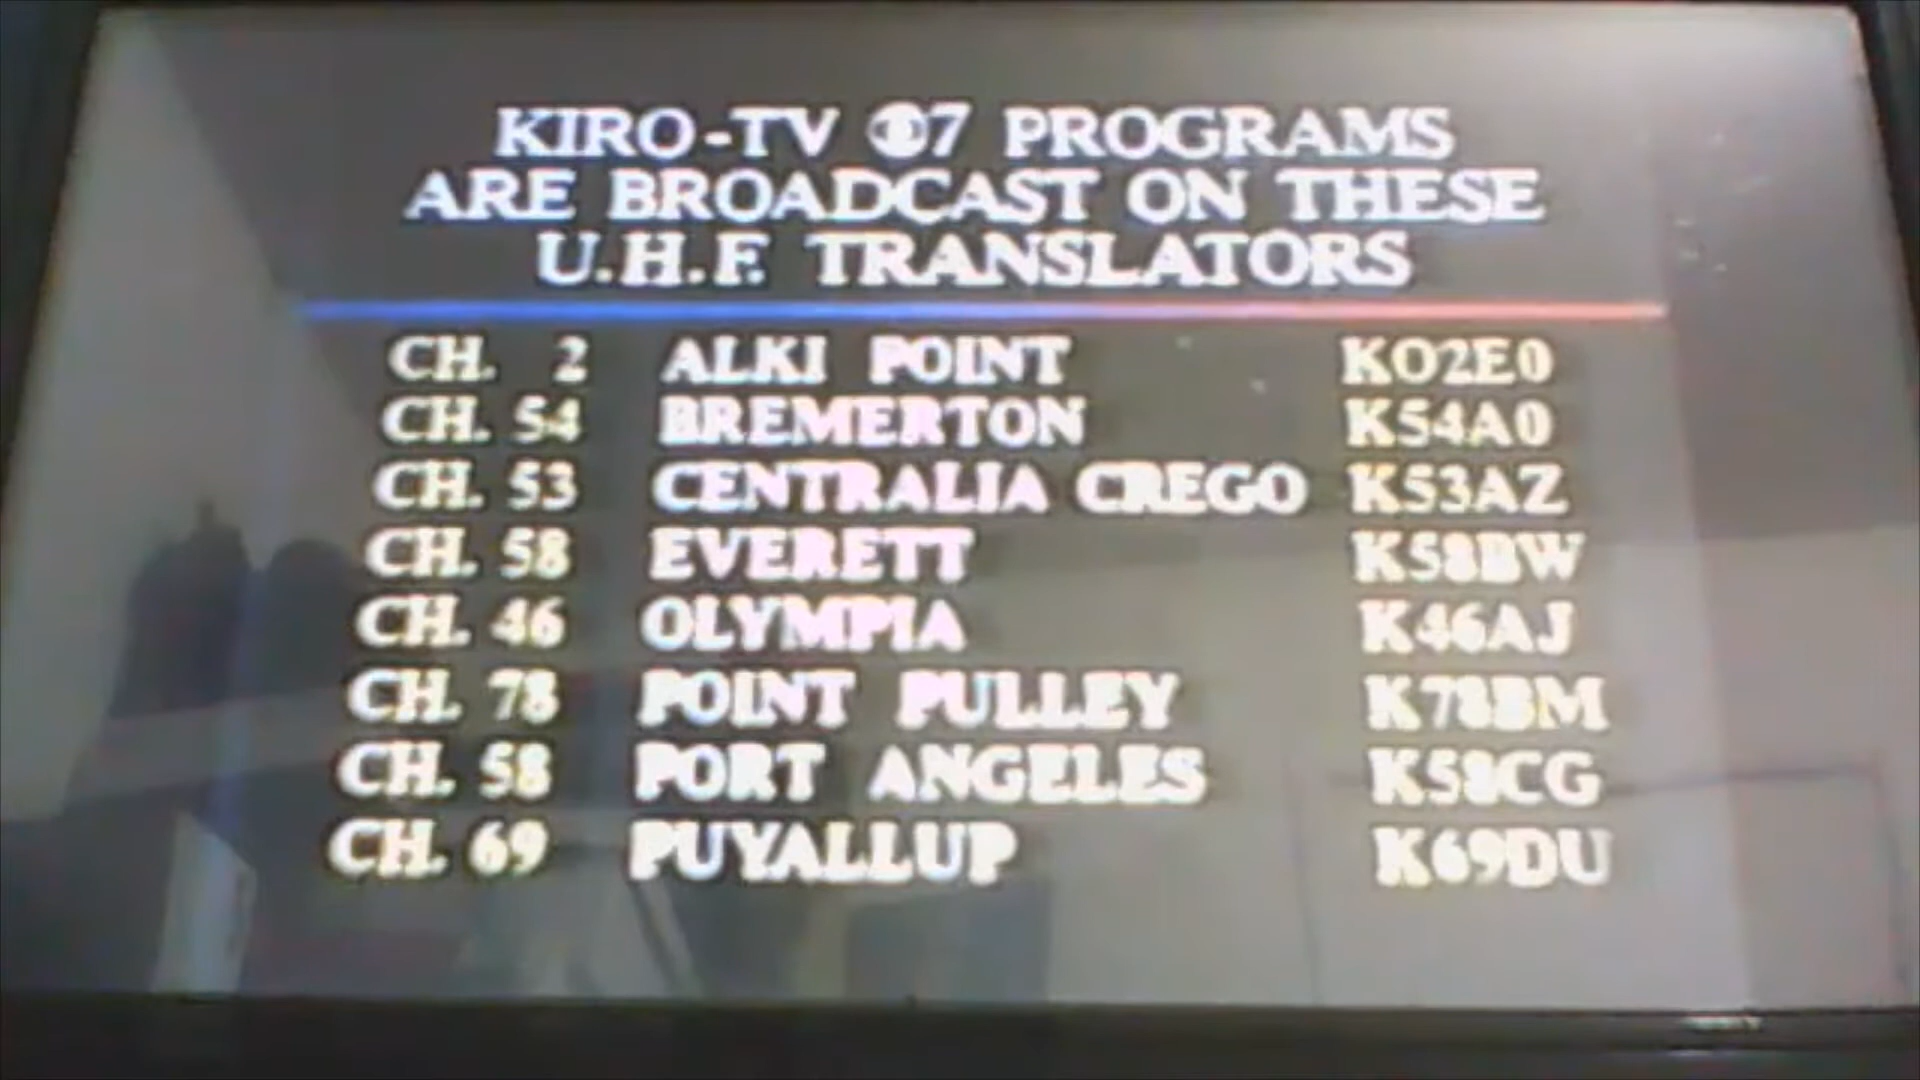 KIRO-TV 7 PROGRAMS
ARE BROADCAST ON THESE
U.H.F. TRANSLATORS
CH. 2 ALKI POINT KO2EO
CH. 54 BREMERTON K54AO
CH. 53 CENTRALIA CREGO K53AZ
CH. 58 EVERETT K58BW
CH. 46 OLYMPIA K46AJ
CH. 78 POINT PULLEY K78BM
CH. 58 PORT ANGELES K58CG
CH. 69 PUYALLUP K69DU